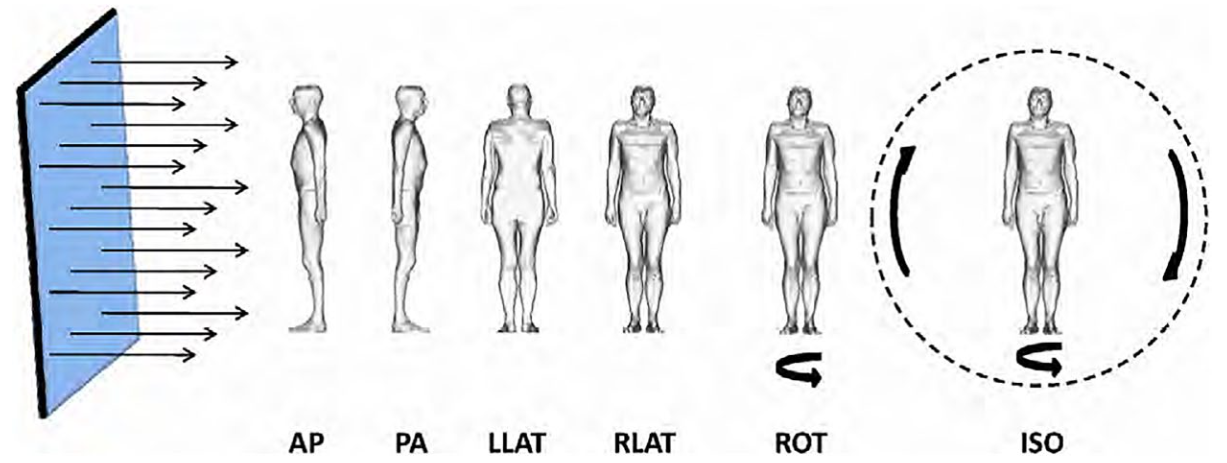 AP PA LLAT RLAT ROT ISO